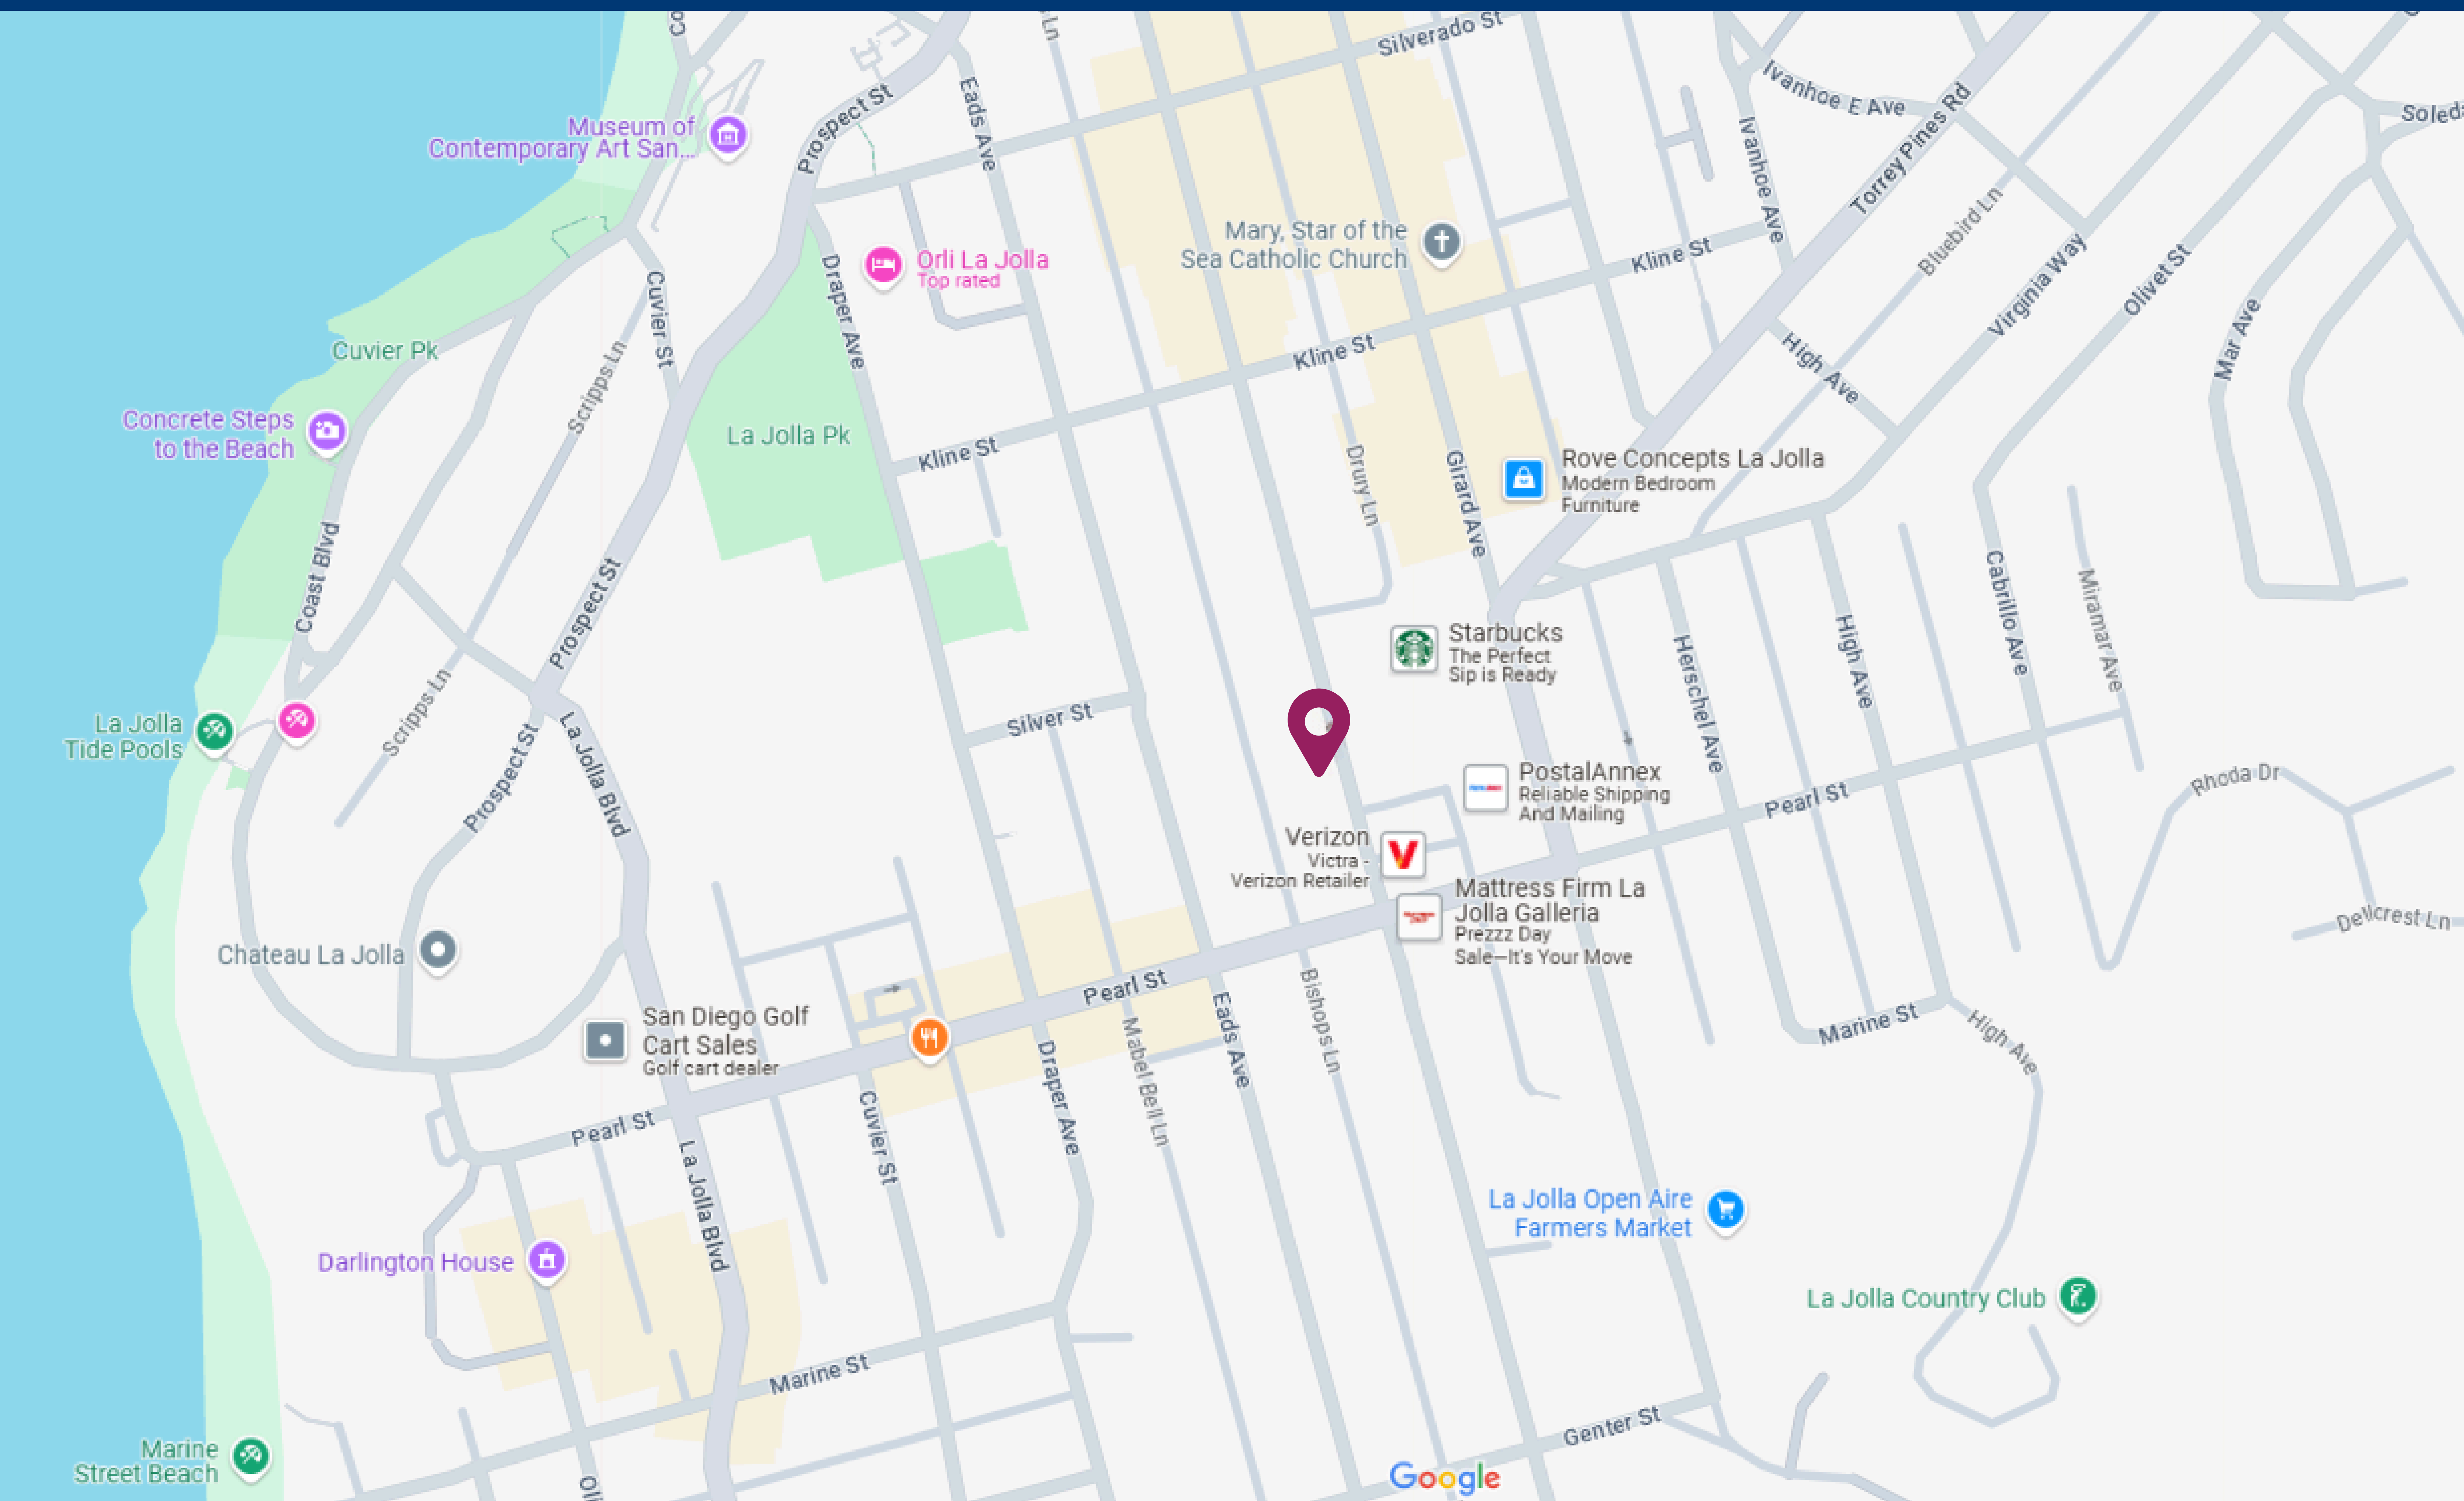 Silverado St
Ln
Co
Prospect St
Eads Ave
Ivanhoe E Ave
Torrey Pines Rd
Museum of
Contemporary Art San...
Ivanhoe Ave
Mary, Star of the
Sea Catholic Church
Kline St
Bluebird Ln
Orli La Jolla
Top rated
Draper Ave
Cuvier St
Virginia Way
Olivet St
Mar Ave
Cuvier Pk
Scripps Ln
Kline St
High Ave
Concrete Steps
to the Beach
La Jolla Pk
Kline St
Drury Ln
Girard Ave
Rove Concepts La Jolla
Modern Bedroom
Furniture
Coast Blvd
Prospect St
Cabrillo Ave
Miramar Ave
Starbucks
The Perfect
Sip is Ready
Herschel Ave
High Ave
La Jolla
Tide Pools
Scripps Ln
Prospect St
La Jolla Blvd
Silver St
PostalAnnex
Reliable Shipping
And Mailing
Pearl St
Rhoda Dr
Verizon
Victra -
Verizon Retailer
Mattress Firm La
Jolla Galleria
Prezzz Day
Sale—It's Your Move
Dellcrest Ln
Chateau La Jolla
Pearl St
San Diego Golf
Cart Sales
Golf cart dealer
Mabel Bell Ln
Eads Ave
Bishops Ln
Marine St
High Ave
Pearl St
Cuvier St
Draper Ave
La Jolla Blvd
La Jolla Open Aire
Farmers Market
Darlington House
La Jolla Country Club
Marine St
Genter St
Marine
Street Beach
Google